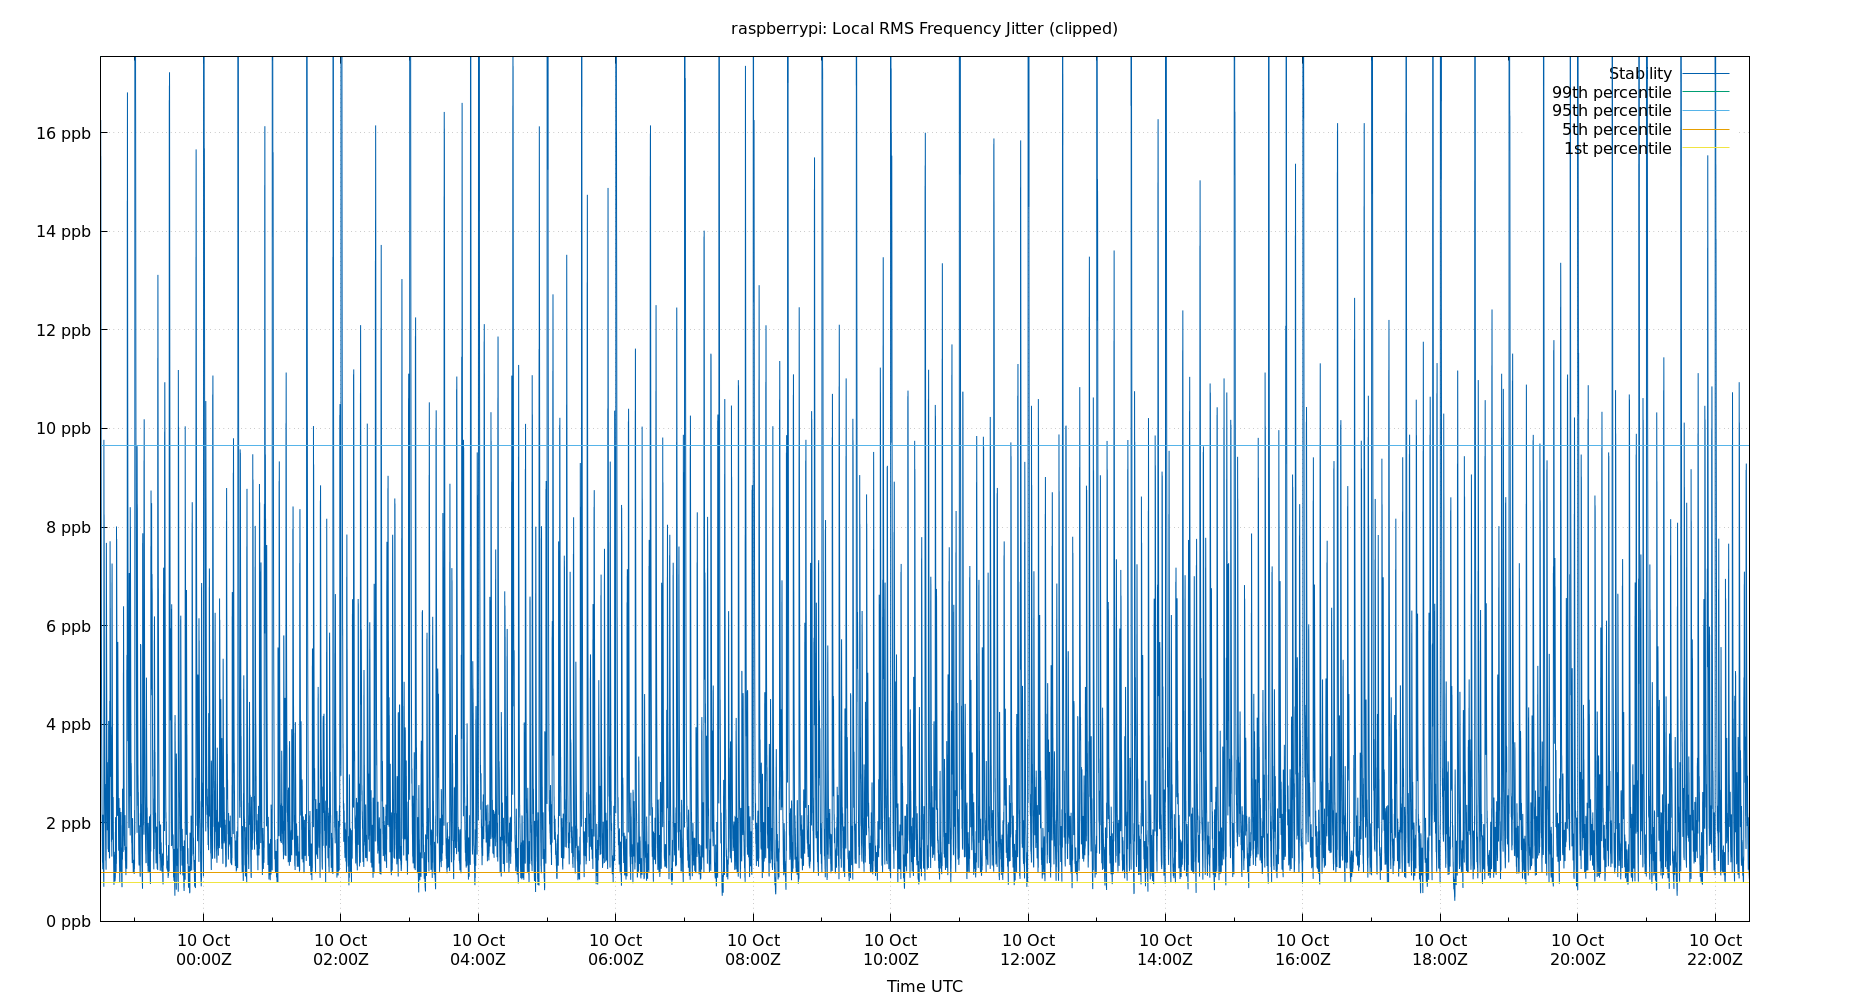 raspberrypi: Local RMS Frequency Jitter (clipped)
Stability
99th percentile
95th percentile
5th percentile
1st percentile
16 ppb
14 ppb
12 ppb
10 ppb
8 ppb
6 ppb
4 ppb
2 ppb
0 ppb
10 Oct 10 Oct 10 Oct 10 Oct 10 Oct 10 Oct 10 Oct 10 Oct 10 Oct 10 Oct 10 Oct 10 Oct
00:00Z 02:00Z 04:00Z 06:00Z 08:00Z 10:00Z 12:00Z 14:00Z 16:00Z 18:00Z 20:00Z 22:00Z
Time UTC